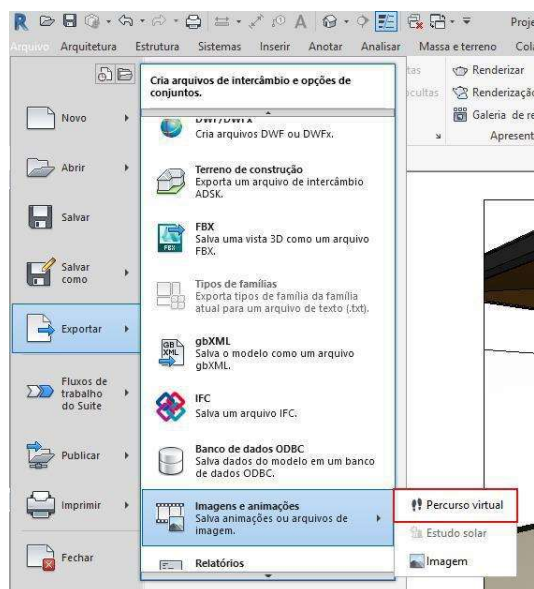 Proje
Arquivo Arquitetura Estrutura Sistemas Inserir Anotar Analisar Massa e terreno Cola
Renderizar
Renderização
Galeria de re
Apresent
Cria arquivos de intercâmbio e opções de
conjuntos.
Novo
Abrir
Salvar
Salvar
como
Exportar
Fluxos de
trabalho
do Suite
Publicar
Imprimir
Fechar
DWF/DWFx
Cria arquivos DWF ou DWFx.
Terreno de construção
Exporta um arquivo de intercâmbio
ADSK.
FBX
Salva uma vista 3D como um arquivo
FBX.
Tipos de famílias
Exporta tipos de família da família
atual para um arquivo de texto (.txt).
gbXML
Salva o modelo como um arquivo
gbXML.
IFC
Salva um arquivo IFC.
Banco de dados ODBC
Salva dados do modelo em um banco
de dados ODBC.
Imagens e animações
Salva animações ou arquivos de
imagem.
Relatórios
Percurso virtual
Estudo solar
Imagem